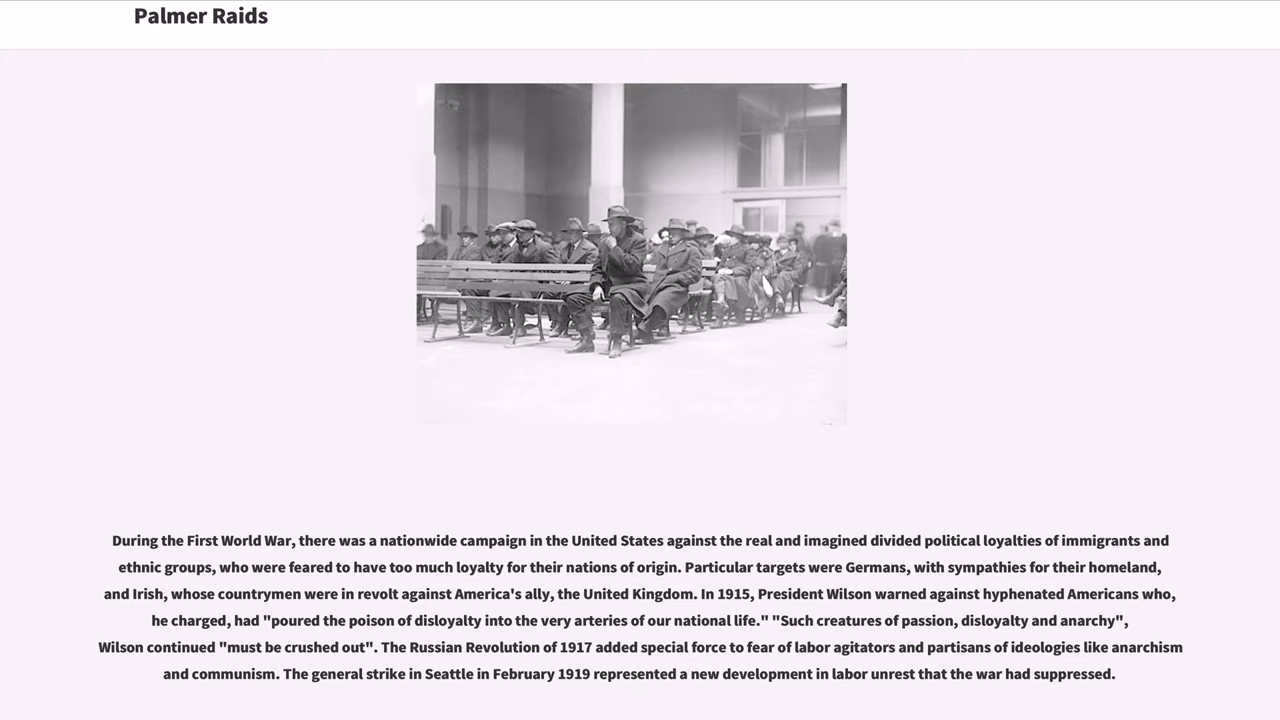 Palmer Raids
During the First World War, there was a nationwide campaign in the United States against the real and imagined divided political loyalties of immigrants and
ethnic groups, who were feared to have too much loyalty for their nations of origin. Particular targets were Germans, with sympathies for their homeland,
and Irish, whose countrymen were in revolt against America's ally, the United Kingdom. In 1915, President Wilson warned against hyphenated Americans who,
he charged, had "poured the poison of disloyalty into the very arteries of our national life." "Such creatures of passion, disloyalty and anarchy",
Wilson continued "must be crushed out". The Russian Revolution of 1917 added special force to fear of labor agitators and partisans of ideologies like anarchism
and communism. The general strike in Seattle in February 1919 represented a new development in labor unrest that the war had suppressed.